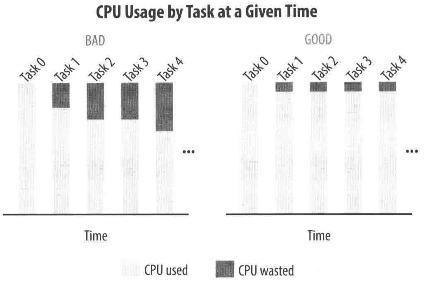 CPU Usage by Task at a Given Time
BAD
GOOD
Task 0
Task 1
Task 2
Task 3
Task 4
Task 0
Task 1
Task 2
Task 3
Task 4
...
...
Time
Time
CPU used
CPU wasted